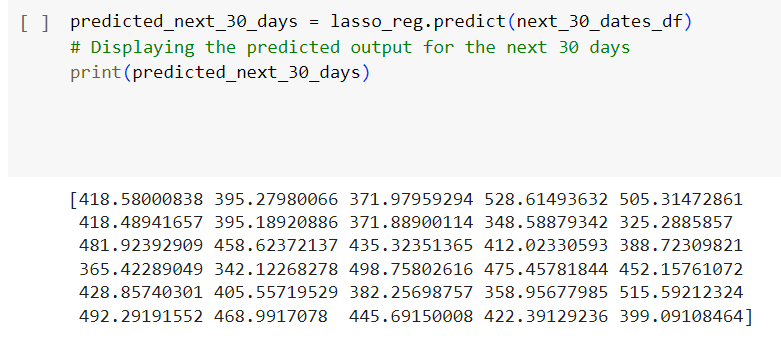 [ ] predicted_next_30_days = lasso_reg.predict(next_30_dates_df)
# Displaying the predicted output for the next 30 days
print(predicted_next_30_days)
[418.58000838 395.27980066 371.97959294 528.61493632 505.31472861
418.48941657 395.18920886 371.88900114 348.58879342 325.2885857
481.92392909 458.62372137 435.32351365 412.02330593 388.72309821
365.42289049 342.12268278 498.75802616 475.45781844 452.15761072
428.85740301 405.55719529 382.25698757 358.95677985 515.59212324
492.29191552 468.9917078  445.69150008 422.39129236 399.09108464]